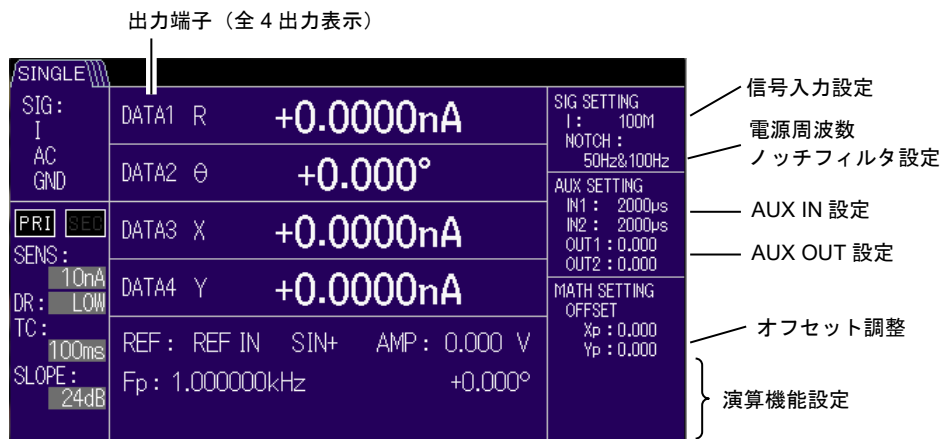 出力端子（全 4 出力表示）
SINGLE
SIG:
I
AC
GND
PRI SEC
SENS:
10nA
DR: LOW
TC:
100ms
SLOPE:
24dB
DATA1 R +0.0000nA
DATA2 θ +0.000°
DATA3 X +0.0000nA
DATA4 Y +0.0000nA
REF: REF IN SIN+ AMP: 0.000 V
Fp: 1.000000kHz +0.000°
SIG SETTING
I: 100M
NOTCH:
50Hz&100Hz
AUX SETTING
IN1: 2000µs
IN2: 2000µs
OUT1:0.000
OUT2:0.000
MATH SETTING
OFFSET
Xp:0.000
Yp:0.000
信号入力設定
電源周波数
ノッチフィルタ設定
AUX IN 設定
AUX OUT 設定
オフセット調整
演算機能設定